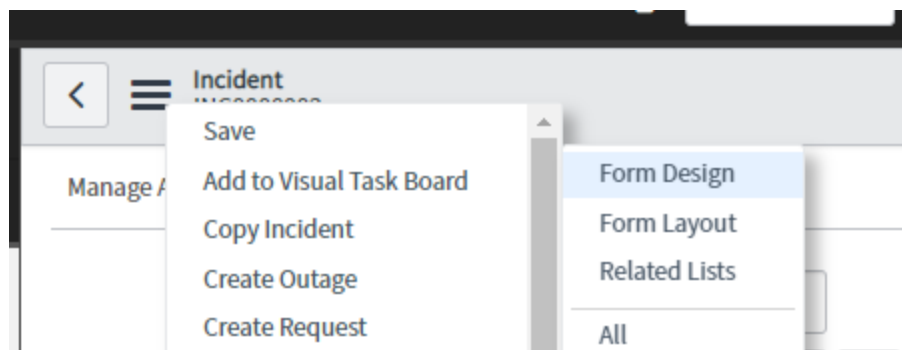 Incident
Save
Add to Visual Task Board
Copy Incident
Create Outage
Create Request
Manage
Form Design
Form Layout
Related Lists
All